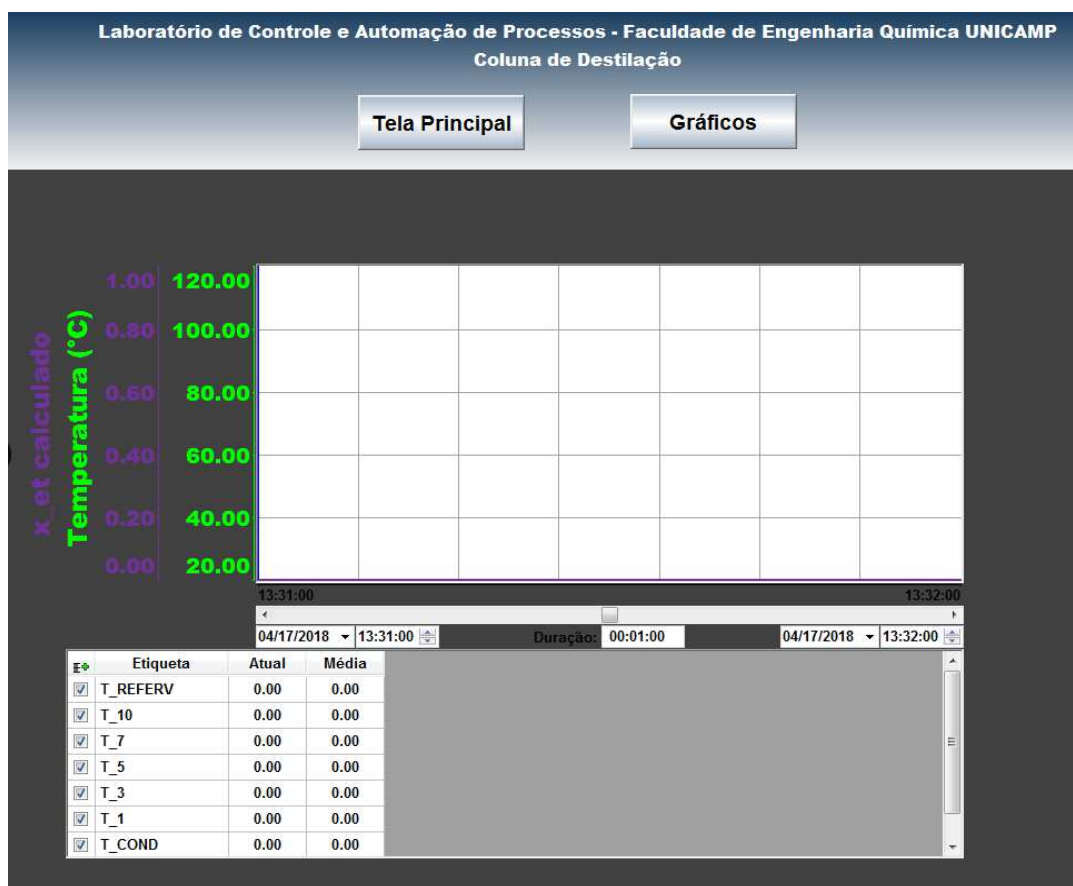 Laboratório de Controle e Automação de Processos - Faculdade de Engenharia Química UNICAMP
Coluna de Destilação
Tela Principal
Gráficos
x_et calculado
Temperatura (°C)
1.00 120.00
0.80 100.00
0.60 80.00
0.40 60.00
0.20 40.00
0.00 20.00
13:31:00 13:32:00
04/17/2018 13:31:00 Duração: 00:01:00 04/17/2018 13:32:00
E Etiqueta Atual Média
T_REFERV 0.00 0.00
T_10 0.00 0.00
T_7 0.00 0.00
T_5 0.00 0.00
T_3 0.00 0.00
T_1 0.00 0.00
T_COND 0.00 0.00